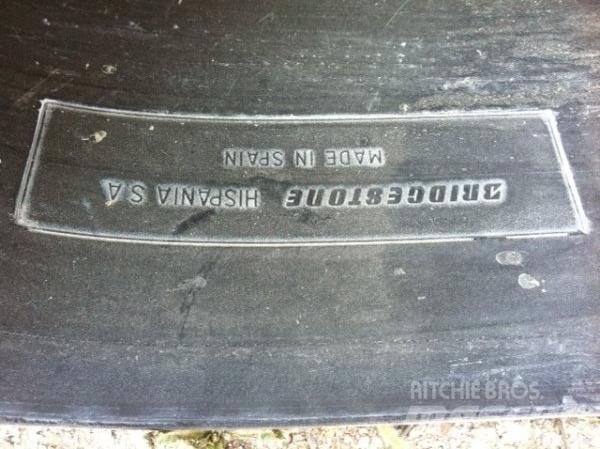 BRIDGESTONE HISPANIA S.A
MADE IN SPAIN
RITCHIE BROS.